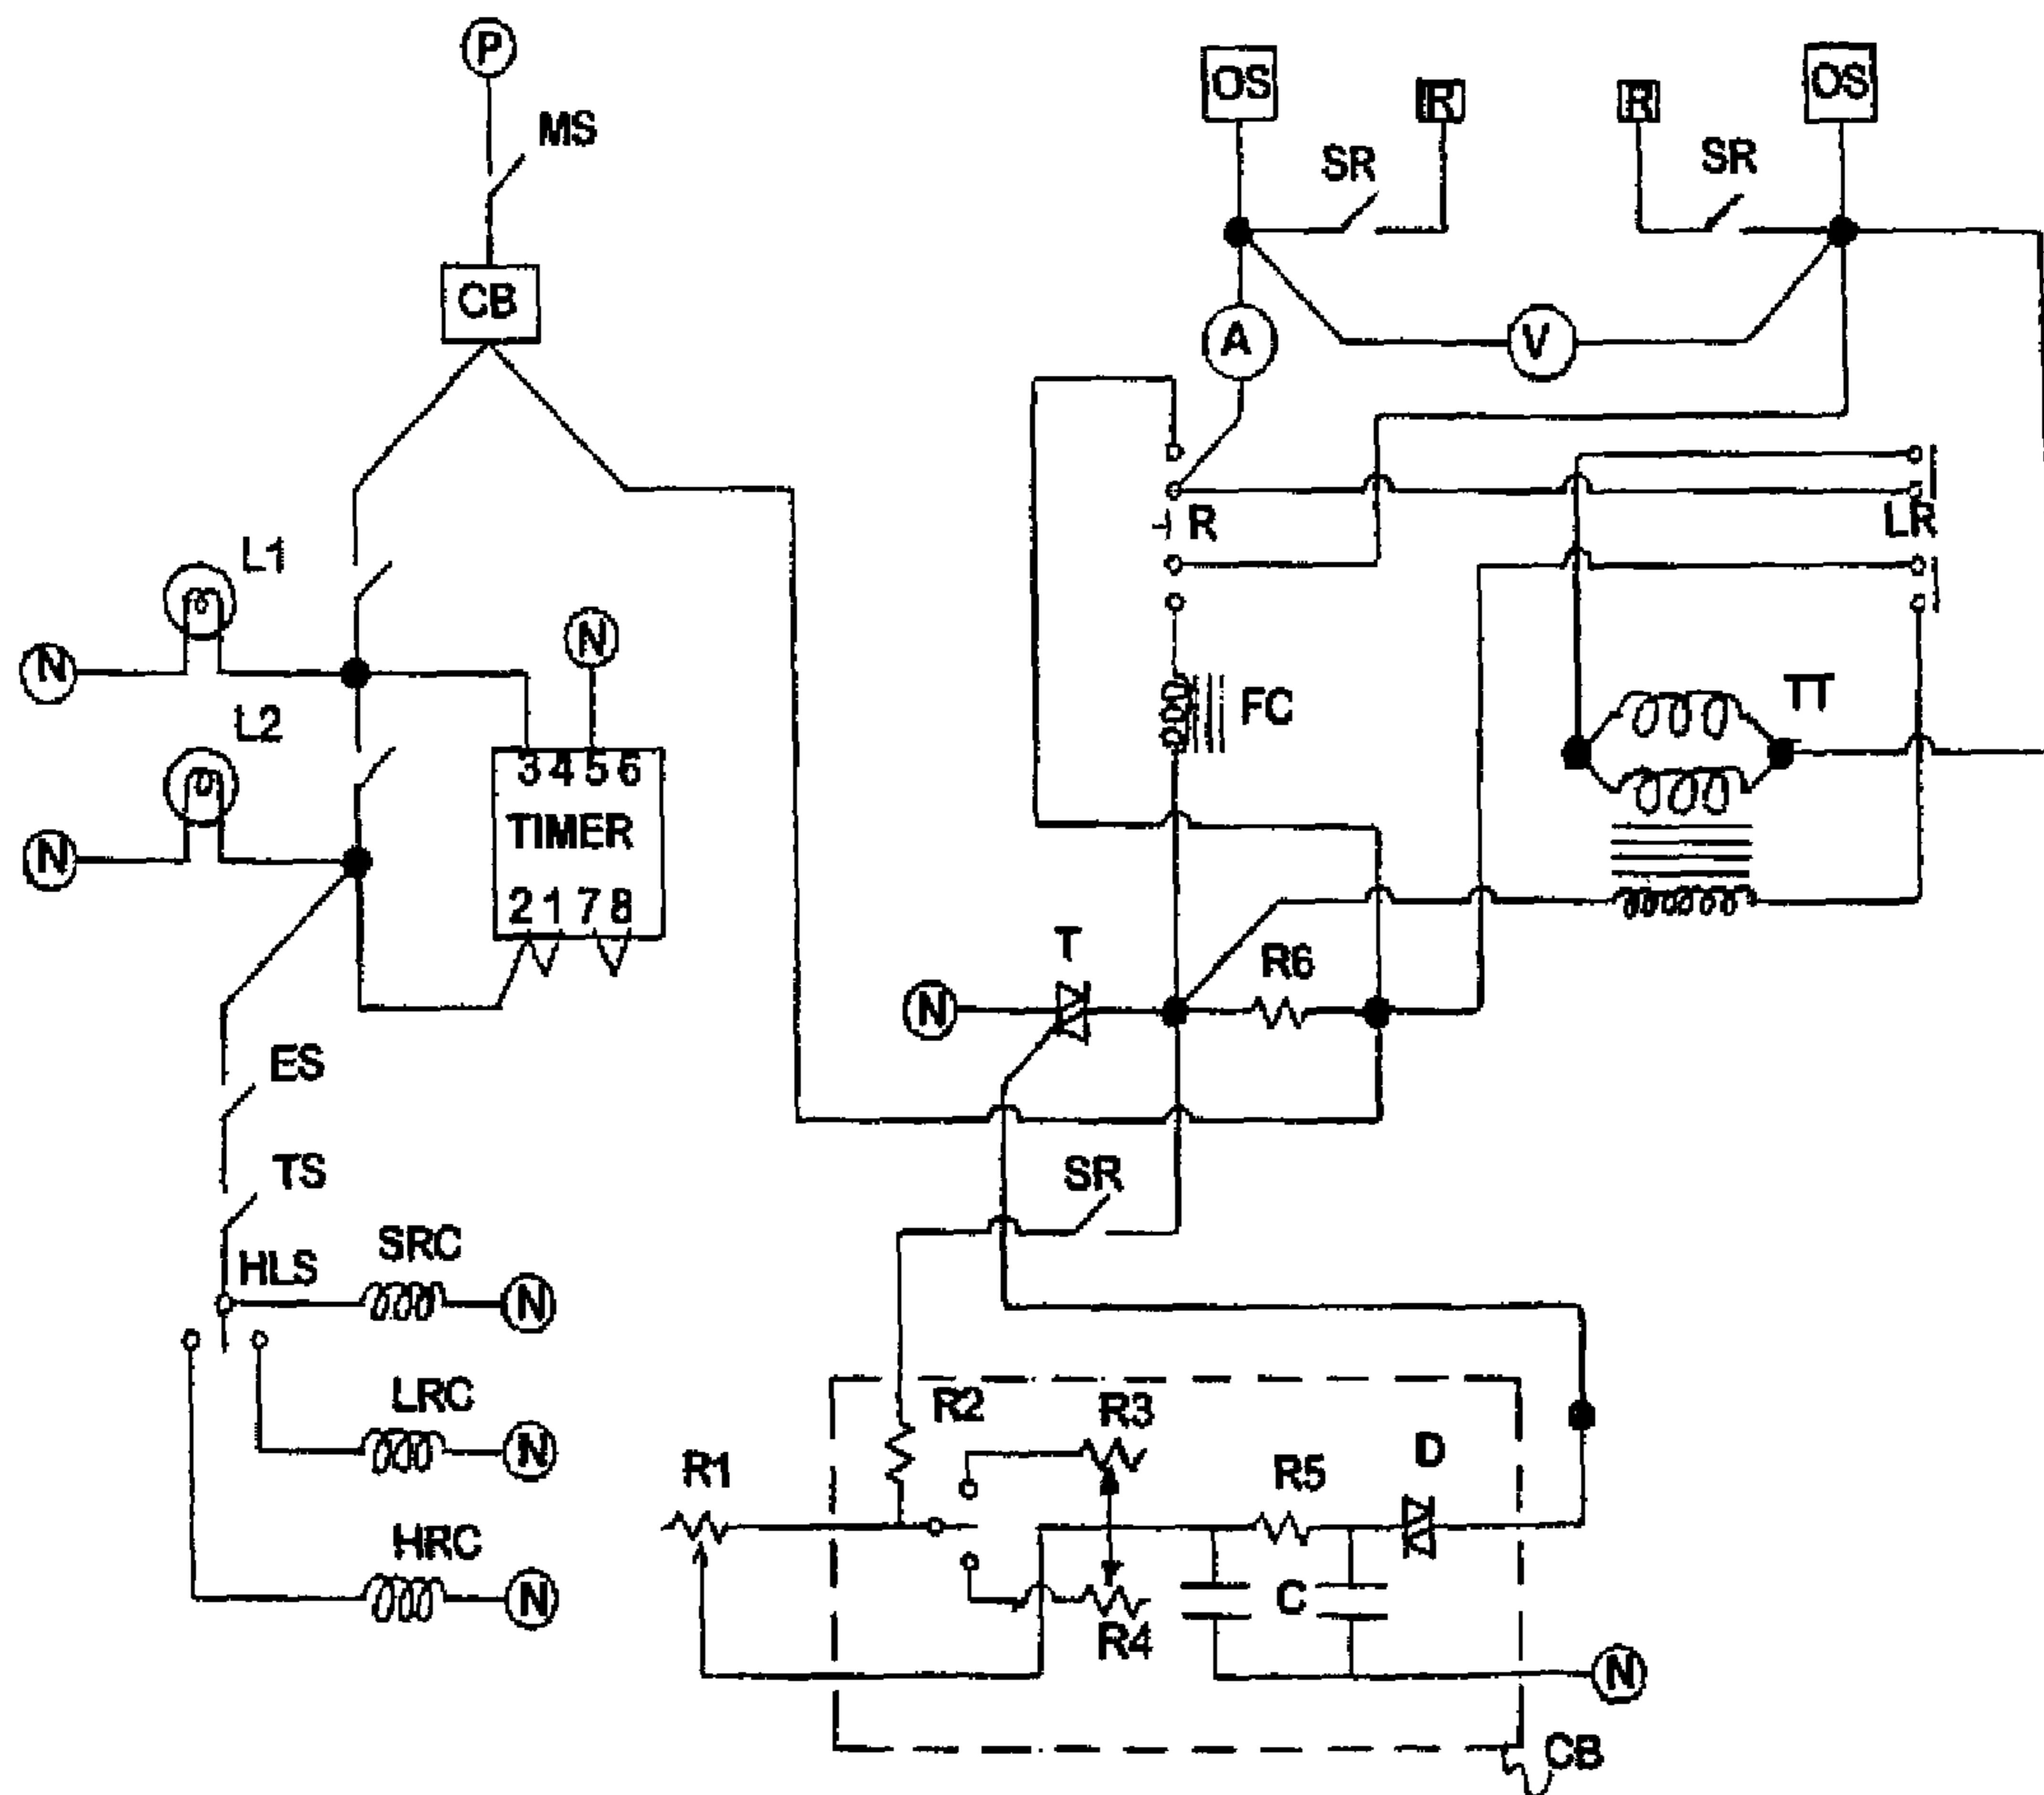 P
MS
CB
OS
R
R
OS
SR
SR
A
V
R
LR
L1
N
N
L2
N
3 4 5 6
TIMER
2 1 7 8
FC
TT
T
R6
N
ES
TS
SR
HLS
SRC
N
LRC
N
HRC
N
R1
R2
R3
R5
D
C
R4
N
CB